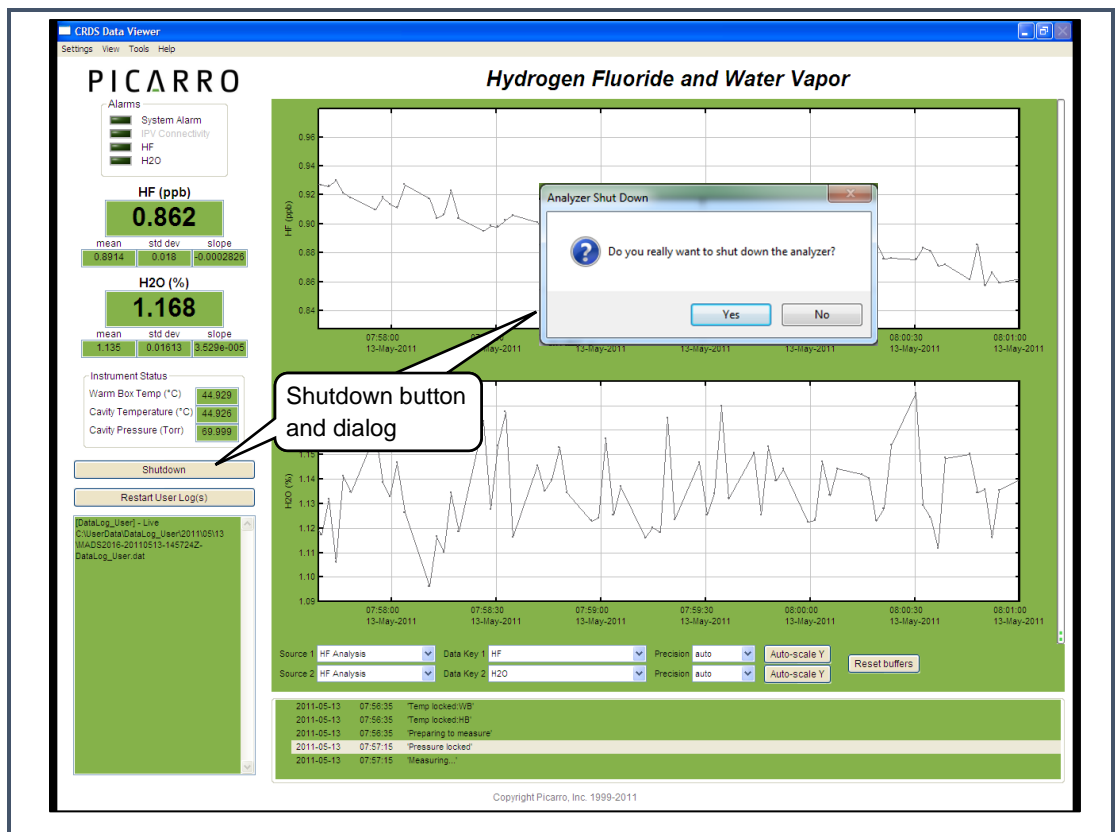 CRDS Data Viewer
Settings View Tools Help
PICARRO
Hydrogen Fluoride and Water Vapor
Alarms
System Alarm
IPV Connectivity
HF
H2O
HF (ppb)
0.862
mean std dev slope
0.8914 0.018 -0.0002826
H2O (%)
1.168
mean std dev slope
1.135 0.01613 3.529e-005
Instrument Status
Warm Box Temp (°C) 44.929
Cavity Temperature (°C) 44.926
Cavity Pressure (Torr) 69.999
Shutdown
Restart User Log(s)
[DataLog_User] - Live
C:\UserData\DataLog_User\2011\05\13
\MADS2016-20110513-145724Z-
DataLog_User.dat
HF (ppb)
0.96
0.94
0.92
0.90
0.88
0.86
0.84
07:58:00 08:00:30 08:01:00
13-May-2011 13-May-2011 13-May-2011 13-May-2011 13-May-2011 13-May-2011
Analyzer Shut Down
Do you really want to shut down the analyzer?
Yes No
Shutdown button
and dialog
H2O (%)
1.15
1.14
1.13
1.12
1.11
1.10
1.09
07:58:00 07:58:30 07:59:00 07:59:30 08:00:00 08:00:30 08:01:00
13-May-2011 13-May-2011 13-May-2011 13-May-2011 13-May-2011 13-May-2011 13-May-2011
Source 1 HF Analysis Data Key 1 HF Precision auto Auto-scale Y
Source 2 HF Analysis Data Key 2 H2O Precision auto Auto-scale Y
Reset buffers
2011-05-13 07:56:35 'Temp locked:WB'
2011-05-13 07:56:35 'Temp locked:HB'
2011-05-13 07:56:35 'Preparing to measure'
2011-05-13 07:57:15 'Pressure locked'
2011-05-13 07:57:15 'Measuring...'
Copyright Picarro, Inc. 1999-2011